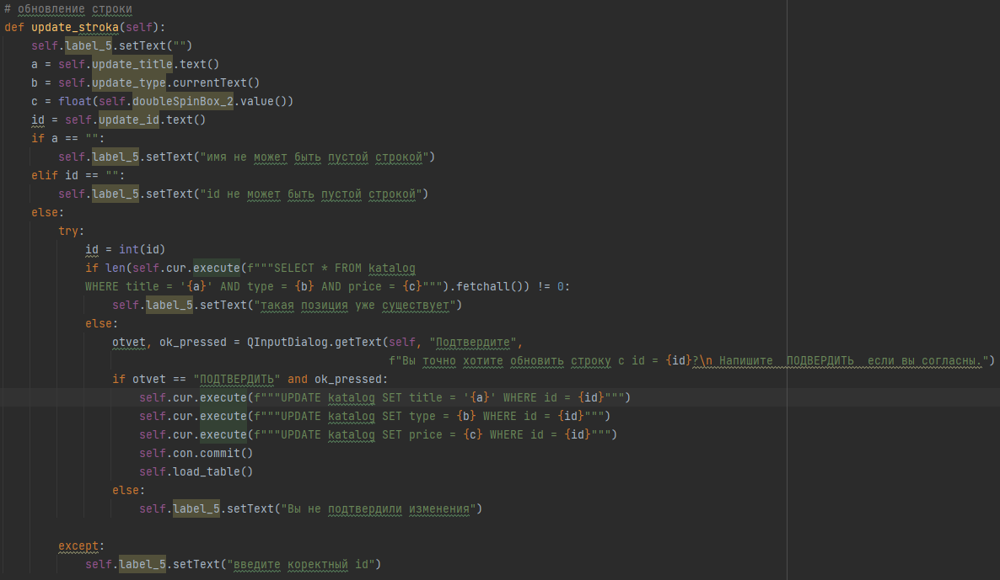 # обновление строки
def update_stroka(self):
    self.label_5.setText("")
    a = self.update_title.text()
    b = self.update_type.currentText()
    c = float(self.doubleSpinBox_2.value())
    id = self.update_id.text()
    if a == "":
        self.label_5.setText("имя не может быть пустой строкой")
    elif id == "":
        self.label_5.setText("id не может быть пустой строкой")
    else:
        try:
            id = int(id)
            if len(self.cur.execute(f"""SELECT * FROM katalog
            WHERE title = '{a}' AND type = {b} AND price = {c}""").fetchall()) != 0:
                self.label_5.setText("такая позиция уже существует")
            else:
                otvet, ok_pressed = QInputDialog.getText(self, "Подтвердите",
                                                         f"Вы точно хотите обновить строку с id = {id}?\n Напишите  ПОДВЕРДИТЬ  если вы согласны.")
                if otvet == "ПОДТВЕРДИТЬ" and ok_pressed:
                    self.cur.execute(f"""UPDATE katalog SET title = '{a}' WHERE id = {id}""")
                    self.cur.execute(f"""UPDATE katalog SET type = {b} WHERE id = {id}""")
                    self.cur.execute(f"""UPDATE katalog SET price = {c} WHERE id = {id}""")
                    self.con.commit()
                    self.load_table()
                else:
                    self.label_5.setText("Вы не подтвердили изменения")
        except:
            self.label_5.setText("введите коректный id")